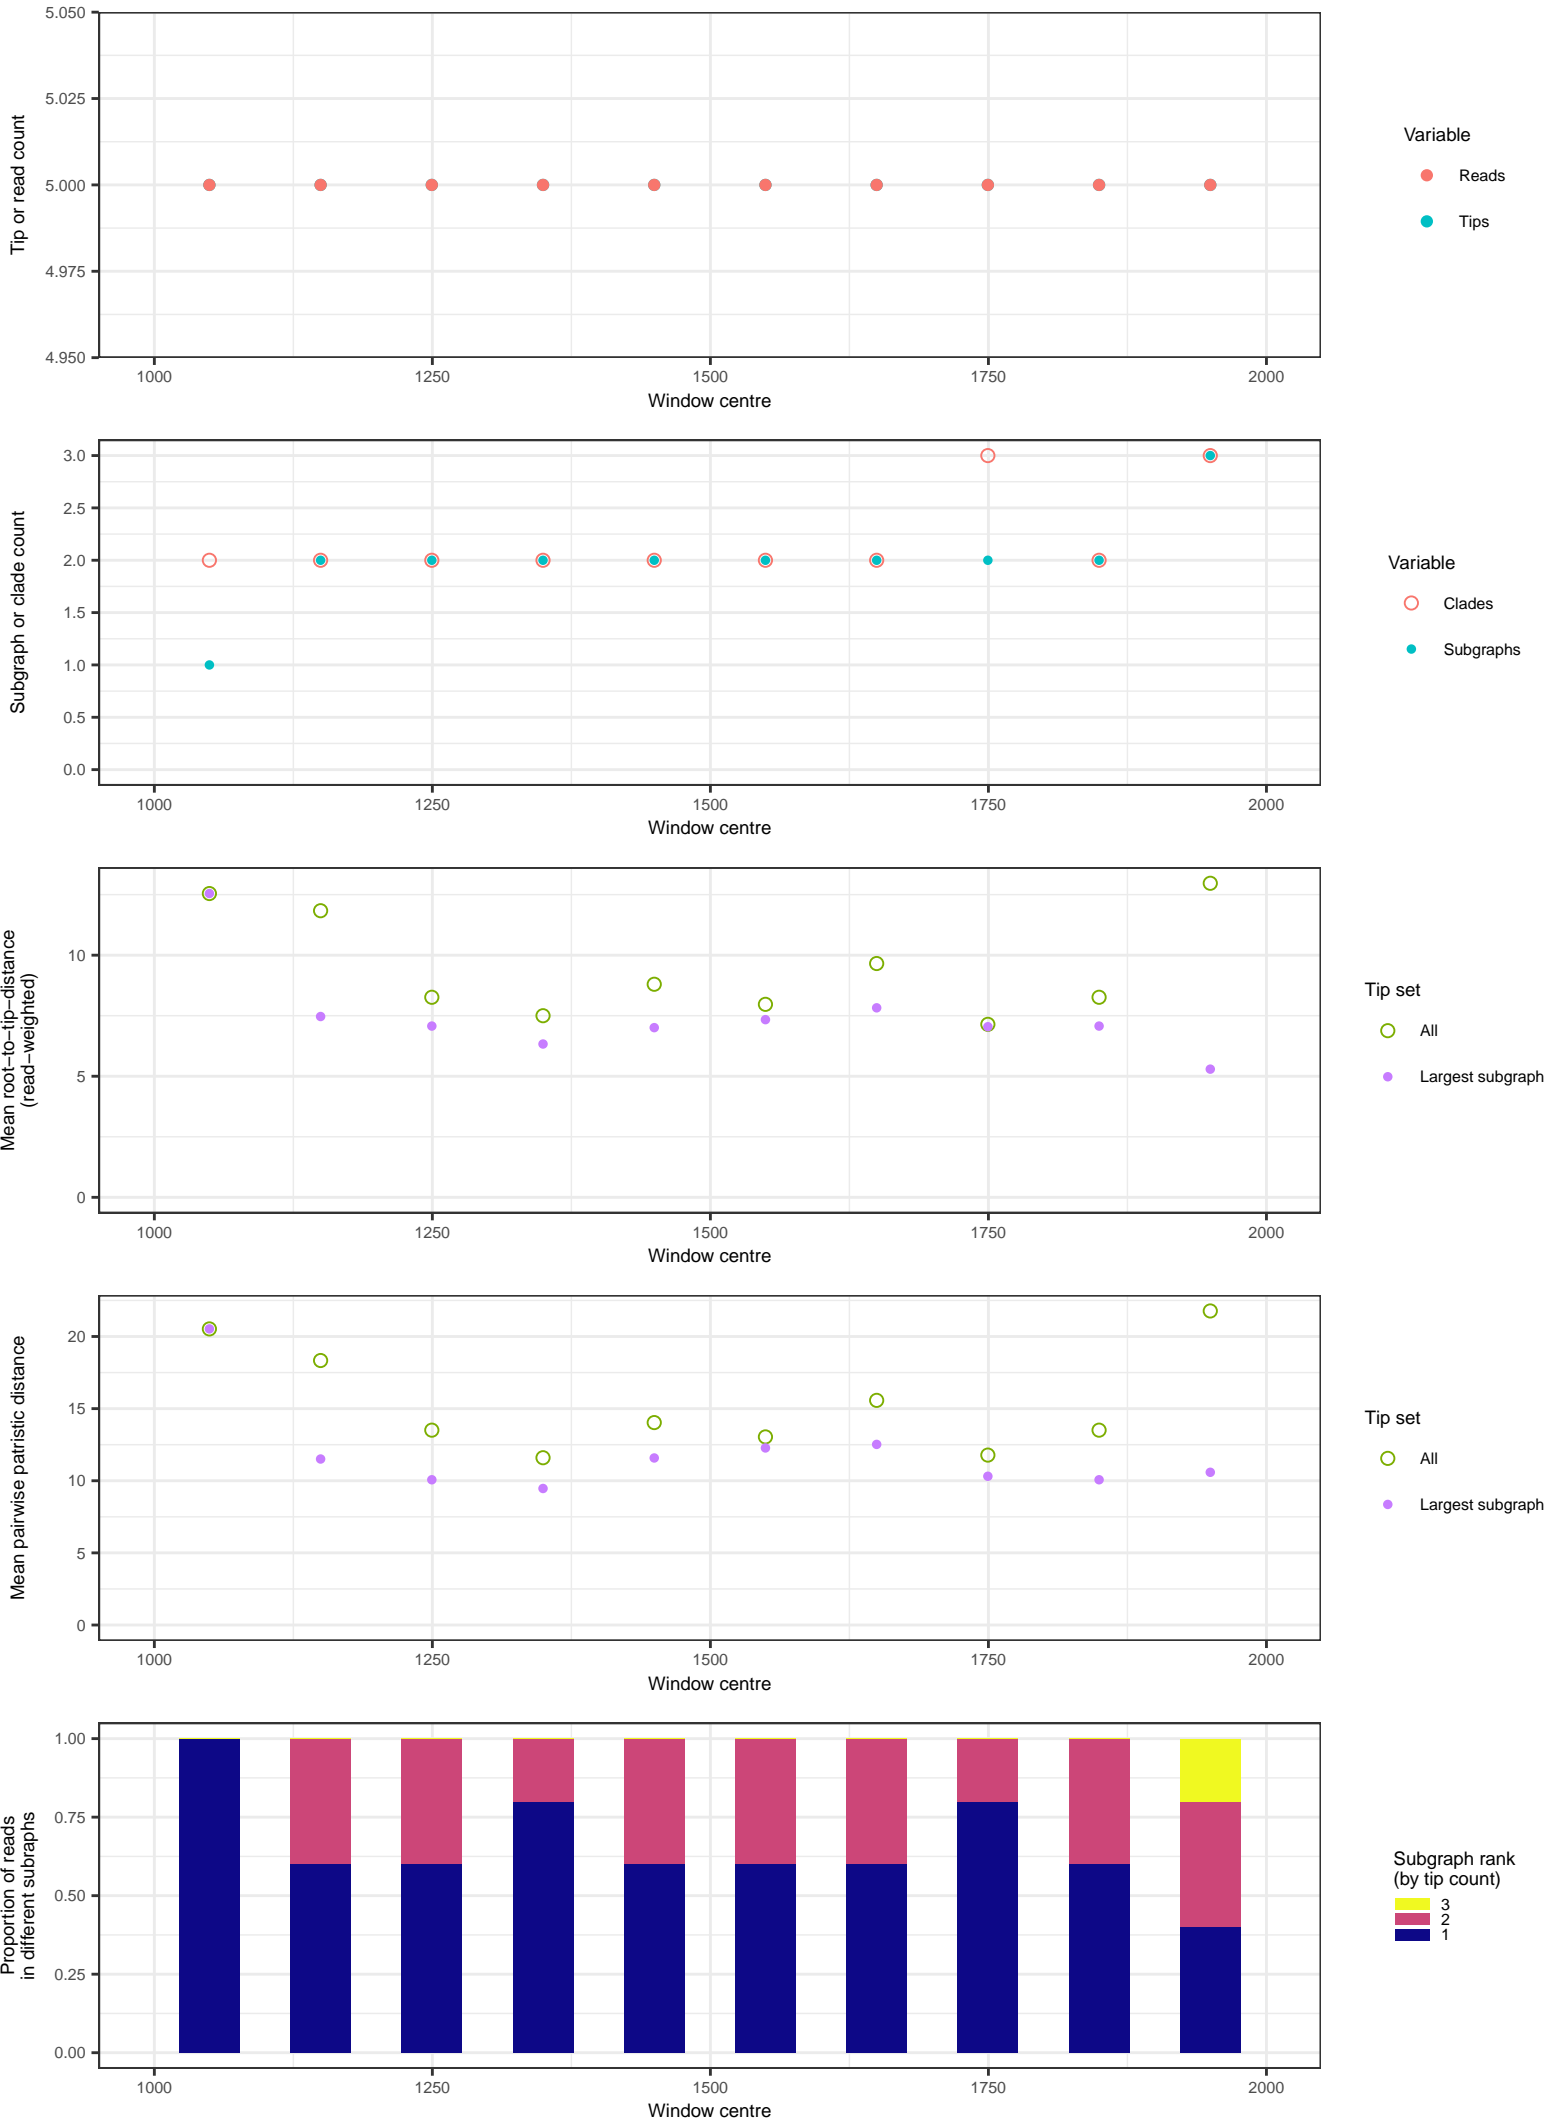 5.050
5.025
5.000
4.975
4.950
Tip or read count
1000 1250 1500 1750 2000
Window centre
Variable
Reads
Tips
3.0
2.5
2.0
1.5
1.0
0.5
0.0
Subgraph or clade count
1000 1250 1500 1750 2000
Window centre
Variable
Clades
Subgraphs
10
5
0
Mean root−to−tip−distance
(read−weighted)
1000 1250 1500 1750 2000
Window centre
Tip set
All
Largest subgraph
20
15
10
5
0
Mean pairwise patristic distance
1000 1250 1500 1750 2000
Window centre
Tip set
All
Largest subgraph
1.00
0.75
0.50
0.25
0.00
Proportion of reads
in different subraphs
1000 1250 1500 1750 2000
Window centre
Subgraph rank
(by tip count)
3
2
1